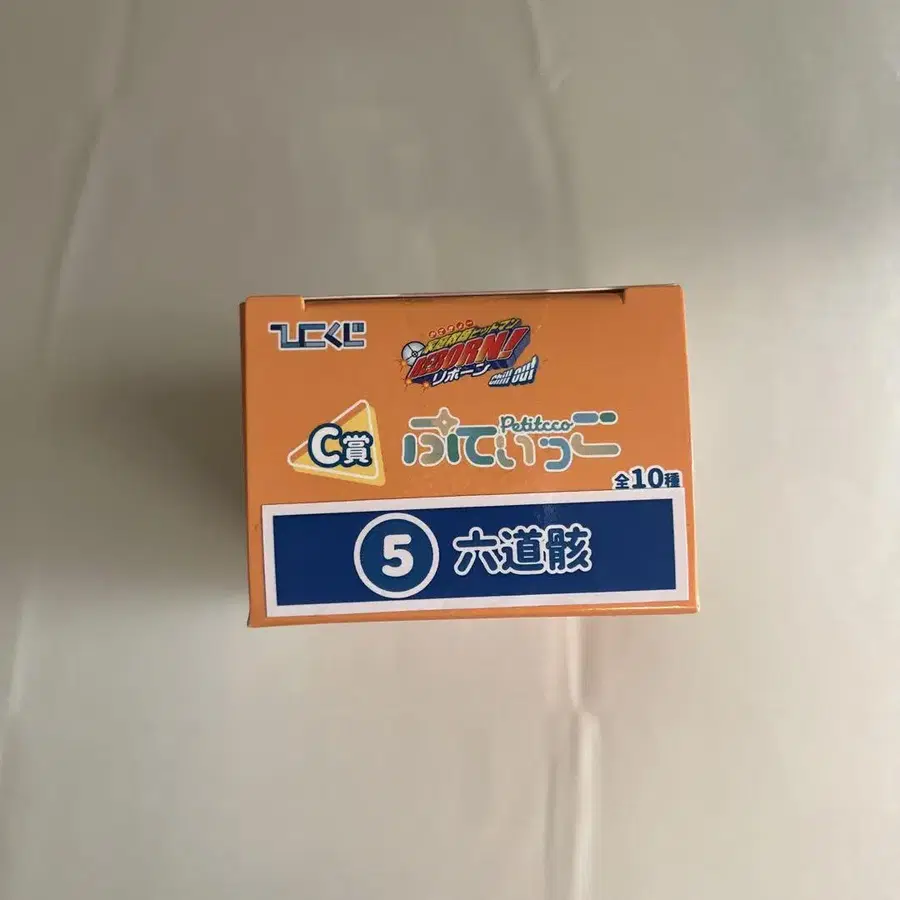 ひこくじ
家庭教師ヒットマン
REBORN!
リボーン chill out
C賞
Petitcco
ぷてぃっこ
全10種
5 六道骸